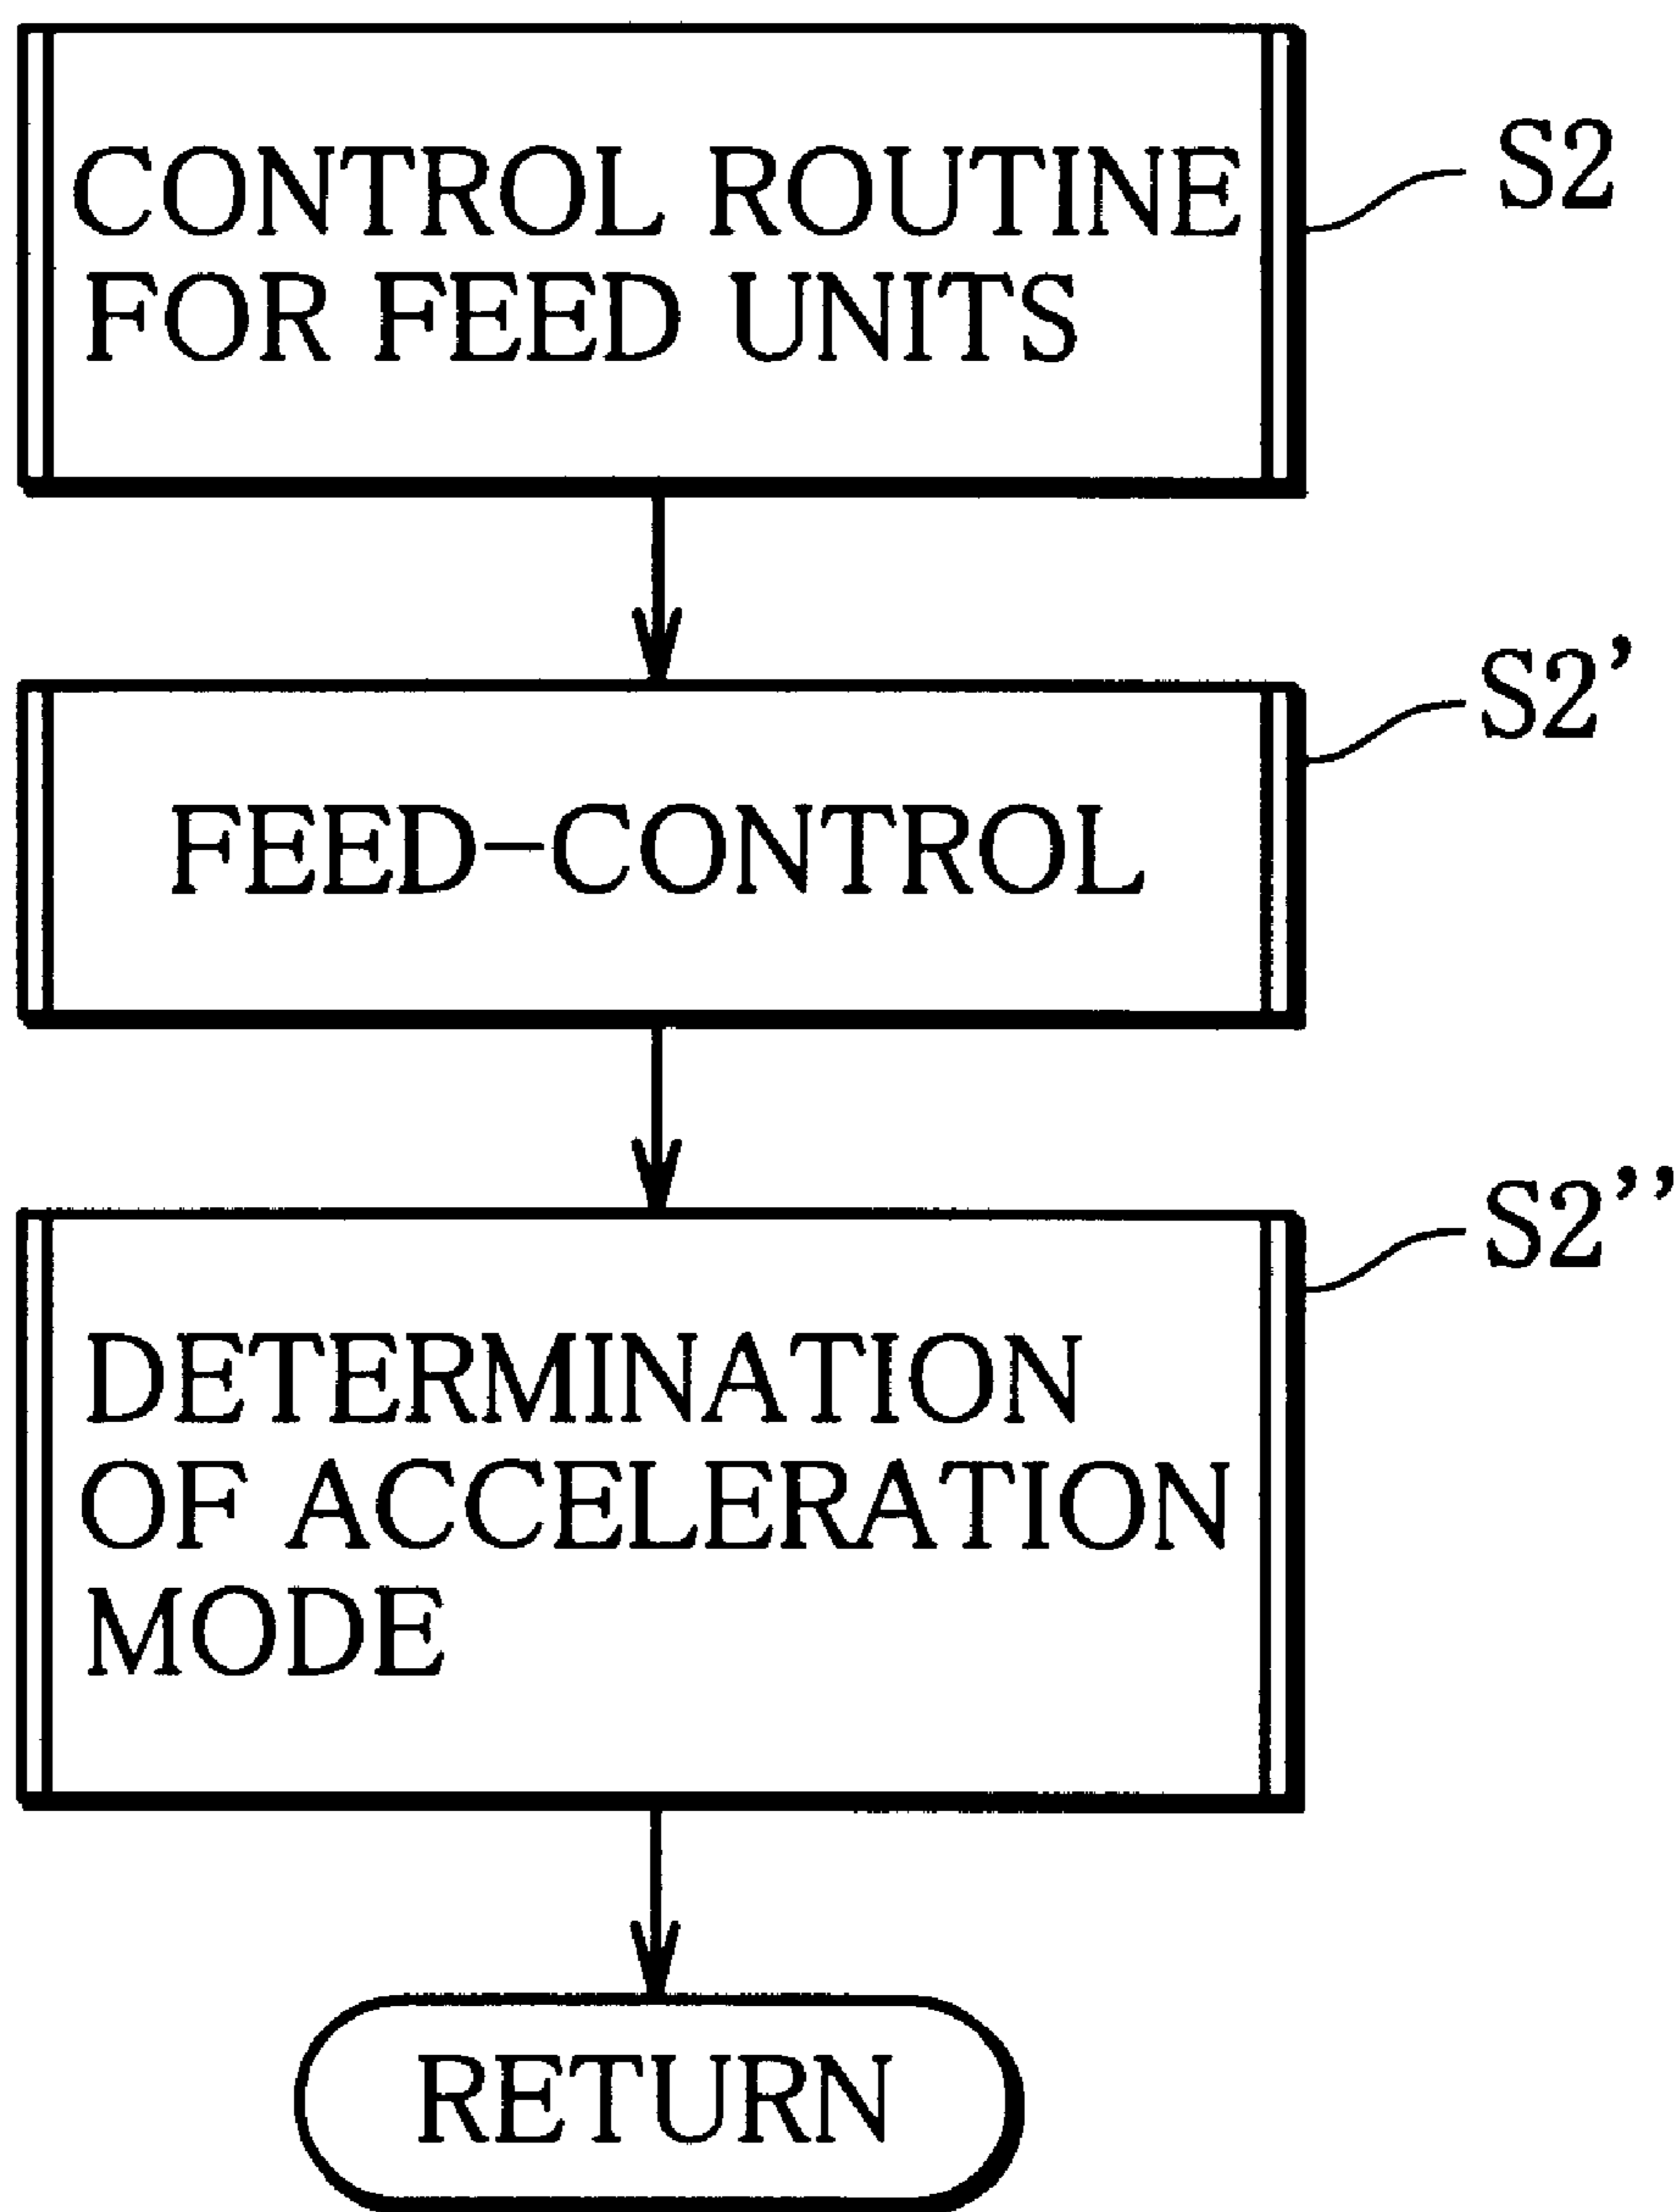 CONTROL ROUTINE
FOR FEED UNITS
S2
FEED-CONTROL
S2'
DETERMINATION
OF ACCELERATION
MODE
S2''
RETURN